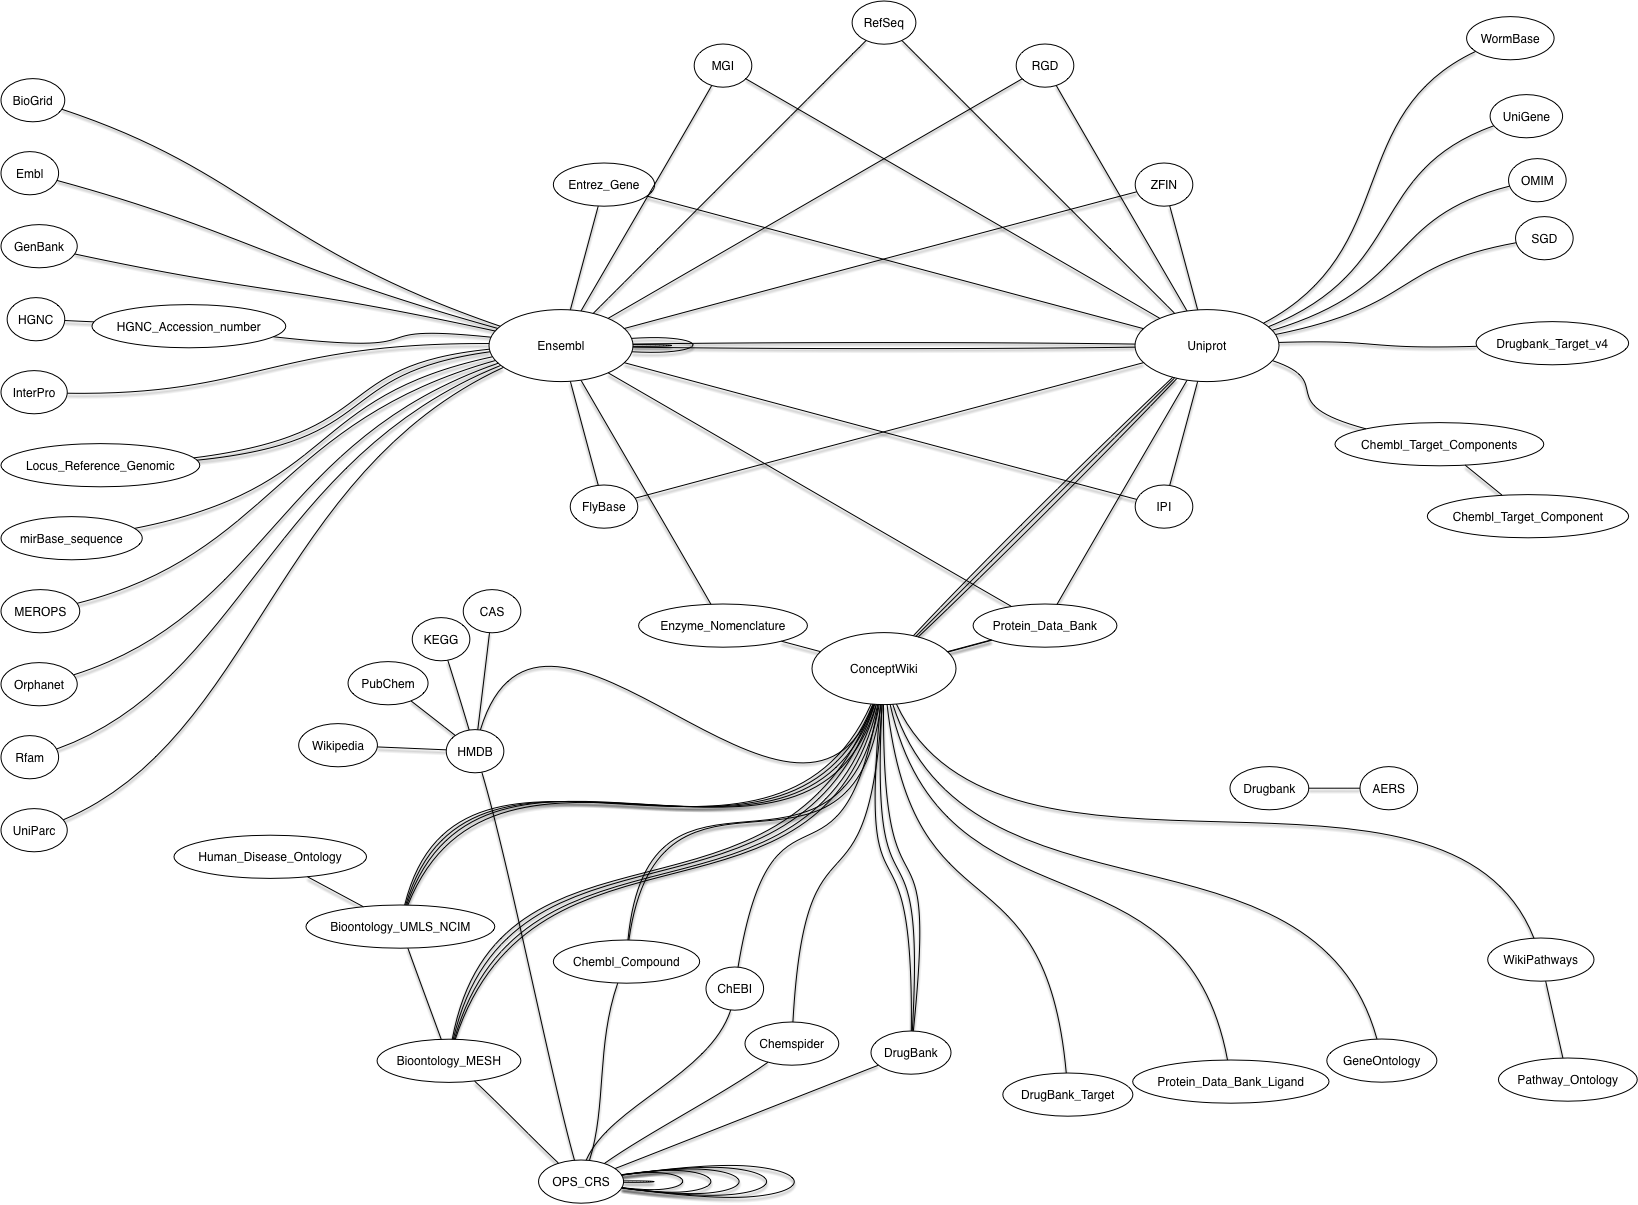 RefSeq
WormBase
MGI
RGD
BioGrid
UniGene
Embl
Entrez_Gene
ZFIN
OMIM
GenBank
SGD
HGNC
HGNC_Accession_number
Ensembl
Uniprot
Drugbank_Target_v4
InterPro
Chembl_Target_Components
Locus_Reference_Genomic
FlyBase
IPI
Chembl_Target_Component
mirBase_sequence
MEROPS
CAS
KEGG
Enzyme_Nomenclature
Protein_Data_Bank
ConceptWiki
Orphanet
PubChem
Wikipedia
HMDB
Rfam
Drugbank
AERS
UniParc
Human_Disease_Ontology
Bioontology_UMLS_NCIM
Chembl_Compound
WikiPathways
ChEBI
Chemspider
DrugBank
Bioontology_MESH
GeneOntology
Protein_Data_Bank_Ligand
Pathway_Ontology
DrugBank_Target
OPS_CRS